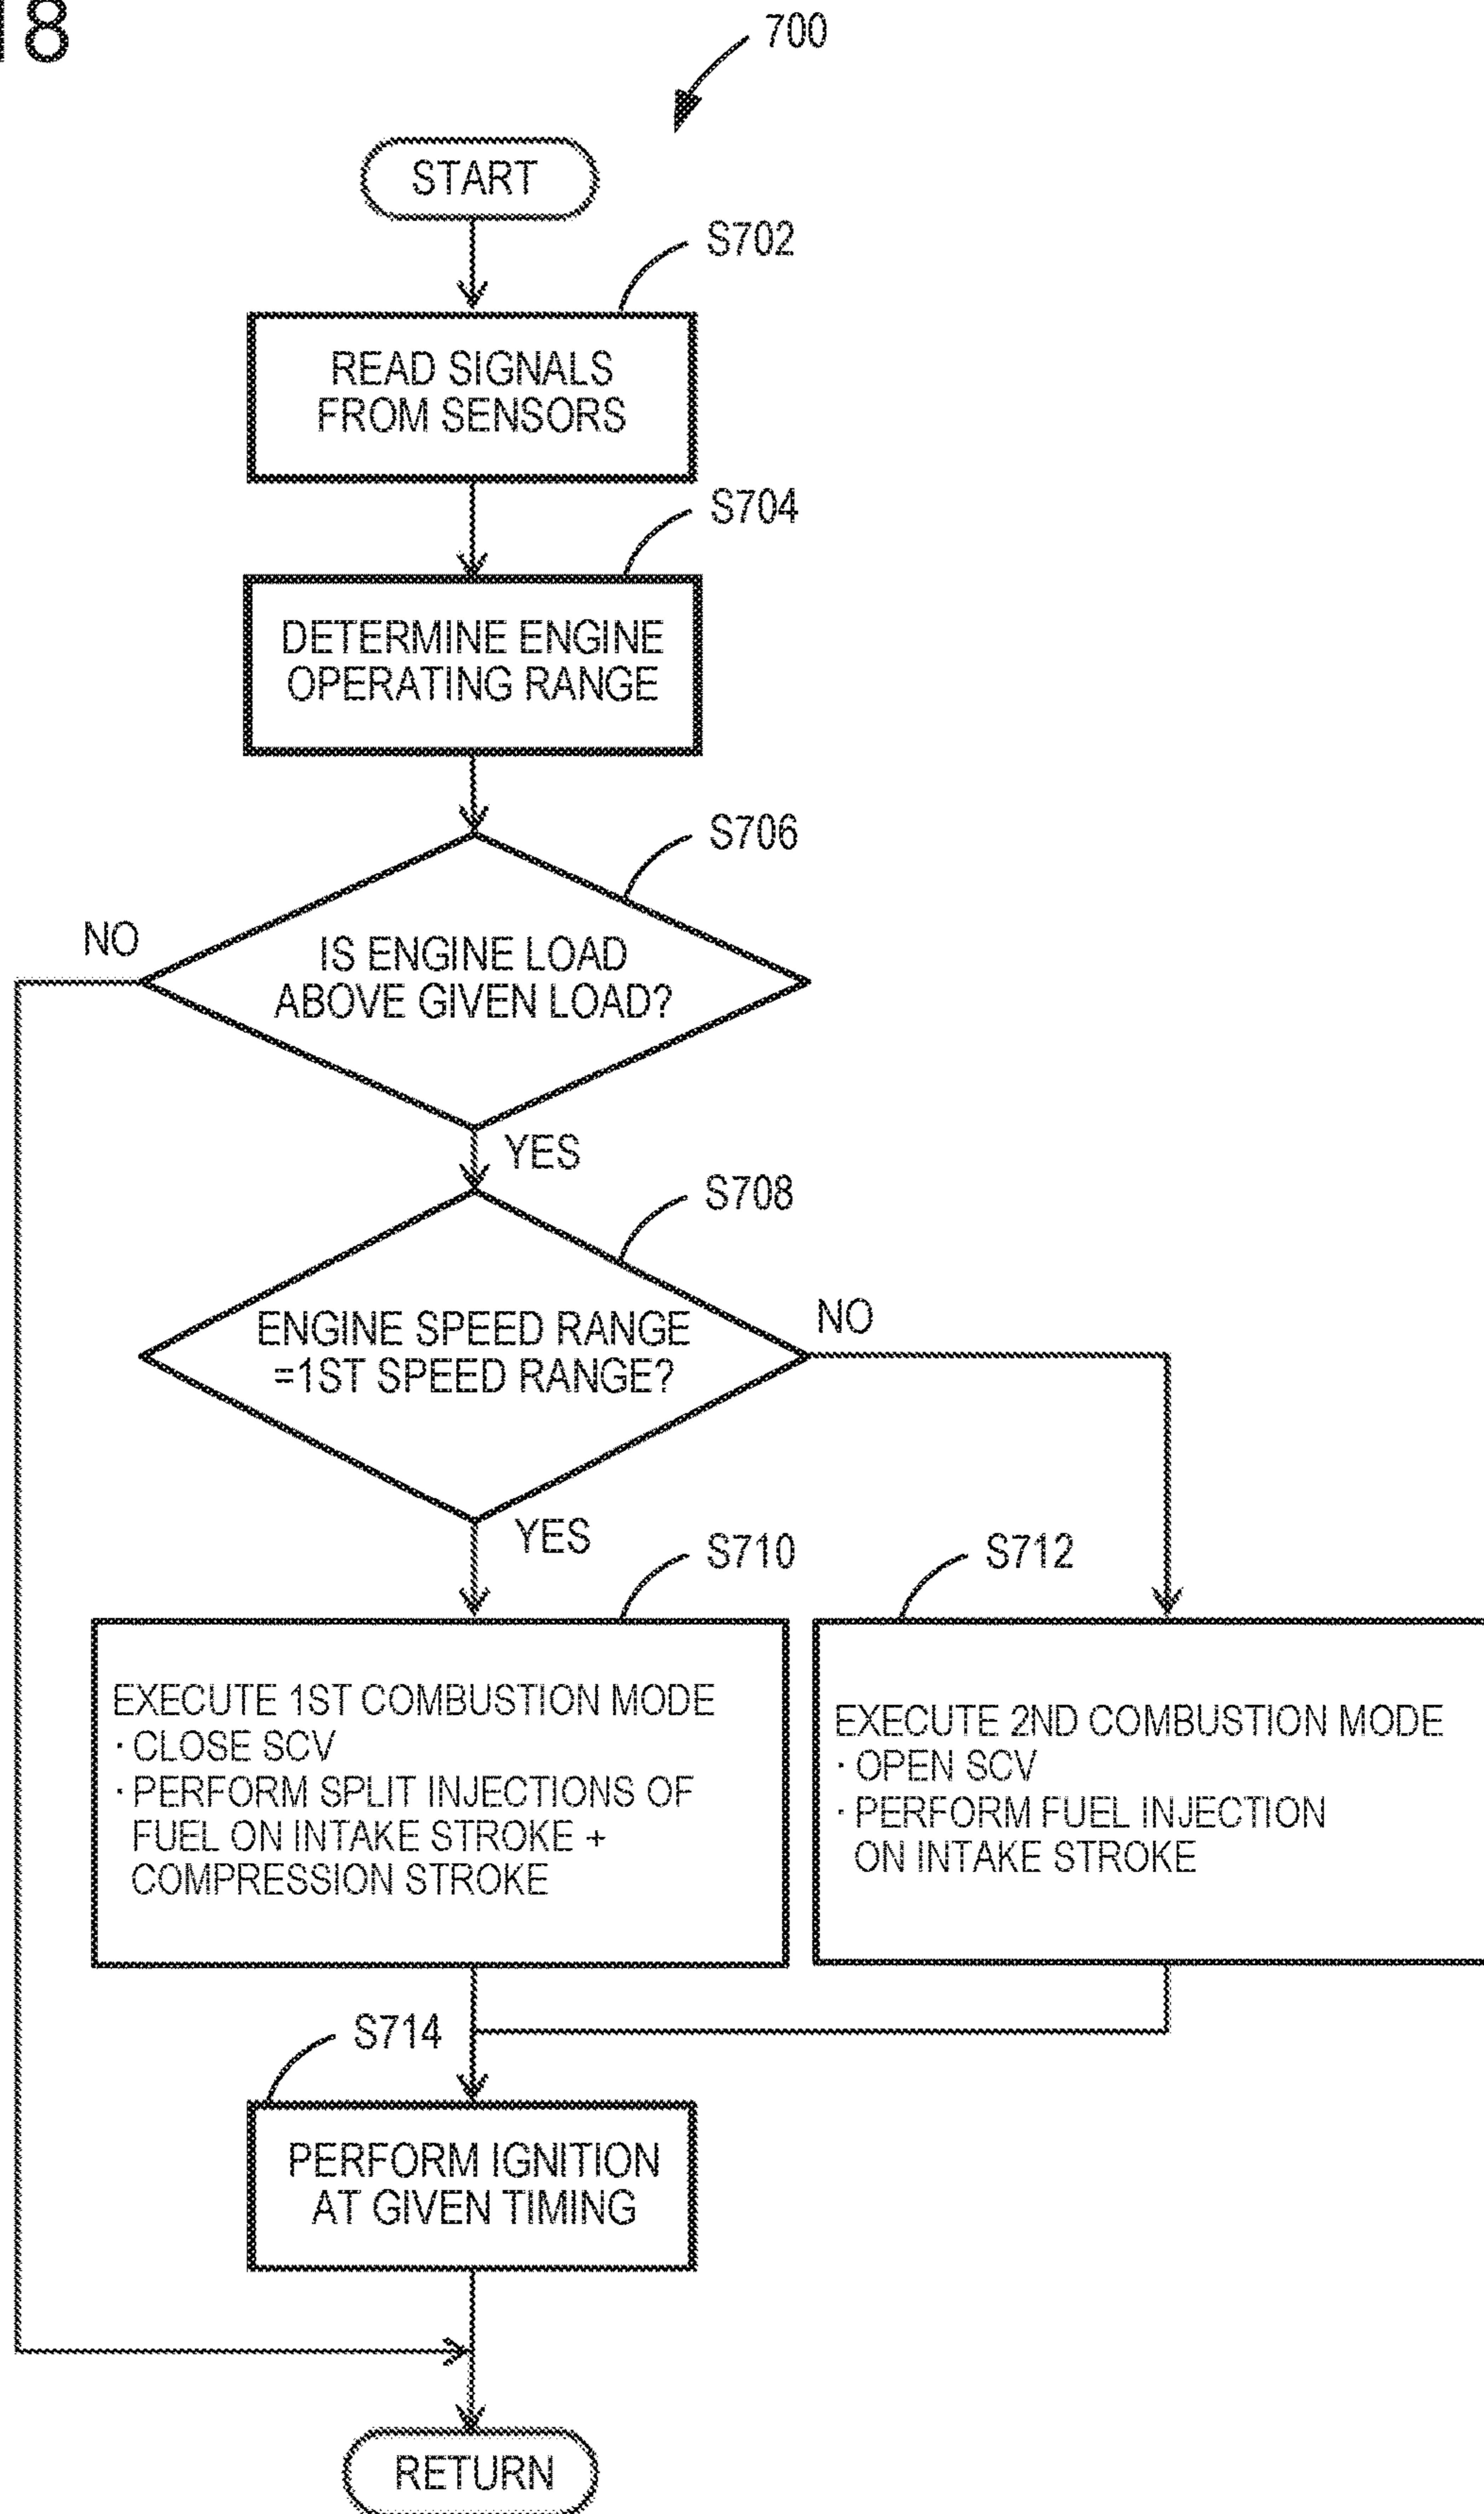 18
700
START
S702
READ SIGNALS
FROM SENSORS
S704
DETERMINE ENGINE
OPERATING RANGE
S706
NO
IS ENGINE LOAD
ABOVE GIVEN LOAD?
YES
S708
ENGINE SPEED RANGE
=1ST SPEED RANGE?
NO
YES
S710
S712
EXECUTE 1ST COMBUSTION MODE
· CLOSE SCV
· PERFORM SPLIT INJECTIONS OF
FUEL ON INTAKE STROKE +
COMPRESSION STROKE
EXECUTE 2ND COMBUSTION MODE
· OPEN SCV
· PERFORM FUEL INJECTION
ON INTAKE STROKE
S714
PERFORM IGNITION
AT GIVEN TIMING
RETURN